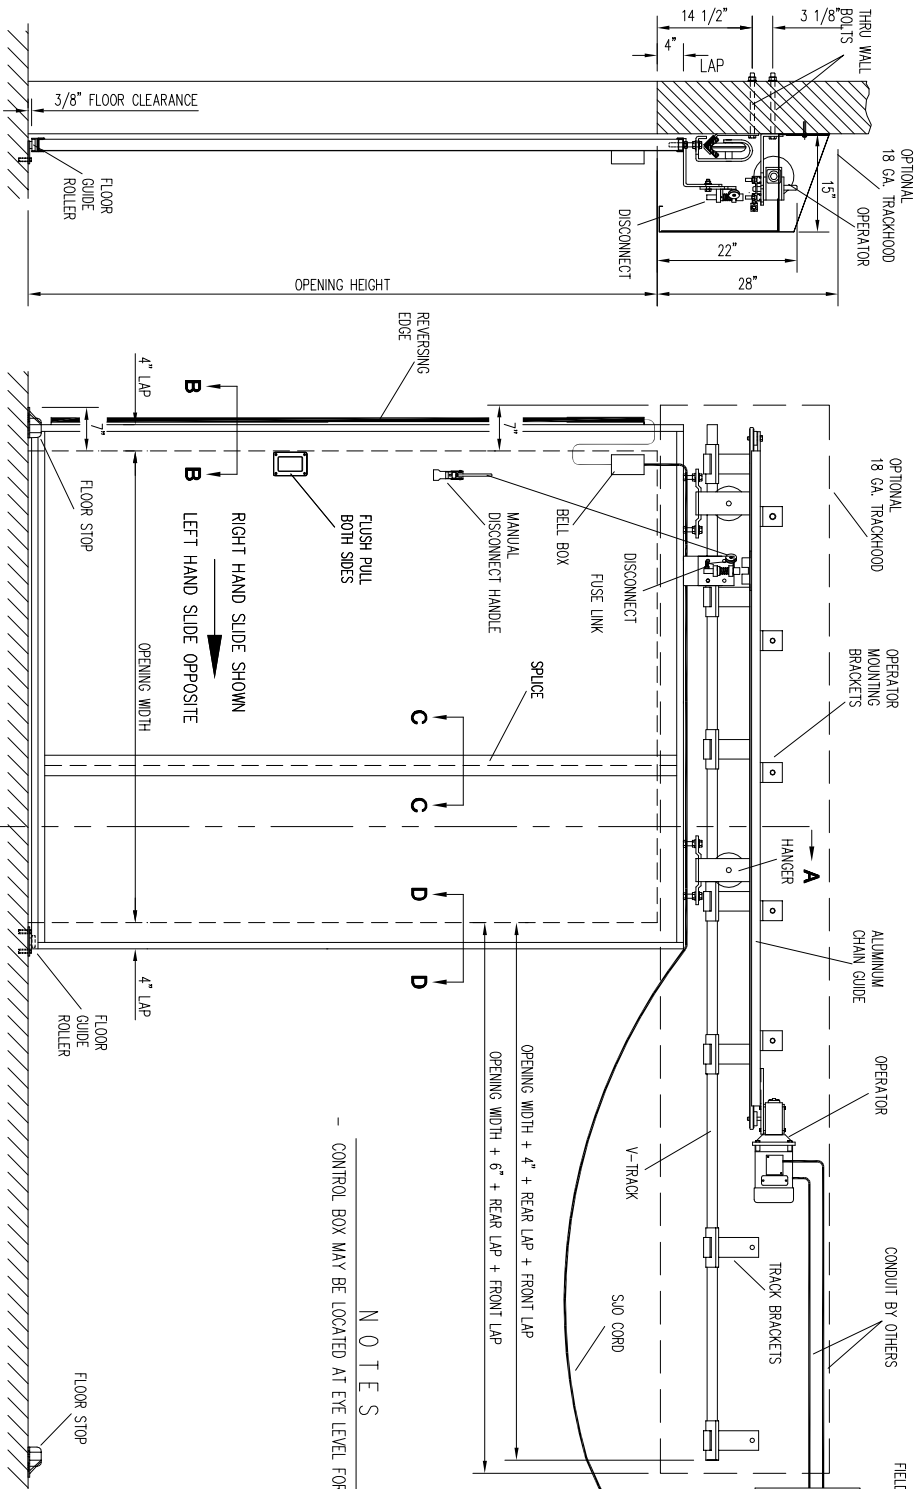 THRU WALL
BOLTS
14 1/2"
3 1/8"
4"
LAP
3/8" FLOOR CLEARANCE
FLOOR
GUIDE
ROLLER
OPTIONAL
18 GA. TRACKHOOD
OPERATOR
15"
DISCONNECT
22"
28"
OPENING HEIGHT
REVERSING
EDGE
4" LAP
B
B
7"
7"
FLOOR STOP
FLUSH PULL
BOTH SIDES
MANUAL
DISCONNECT HANDLE
BELL BOX
DISCONNECT
FUSE LINK
OPTIONAL
18 GA. TRACKHOOD
OPERATOR
MOUNTING
BRACKETS
RIGHT HAND SLIDE SHOWN
LEFT HAND SLIDE OPPOSITE
OPENING WIDTH
SPLICE
C
C
D
D
A
HANGER
ALUMINUM
CHAIN GUIDE
OPERATOR
4" LAP
FLOOR
GUIDE
ROLLER
OPENING WIDTH + 4" + REAR LAP + FRONT LAP
OPENING WIDTH + 6" + REAR LAP + FRONT LAP
V-TRACK
TRACK BRACKETS
CONDUIT BY OTHERS
SJO CORD
NOTES
- CONTROL BOX MAY BE LOCATED AT EYE LEVEL FOR
FLOOR STOP
FIELD